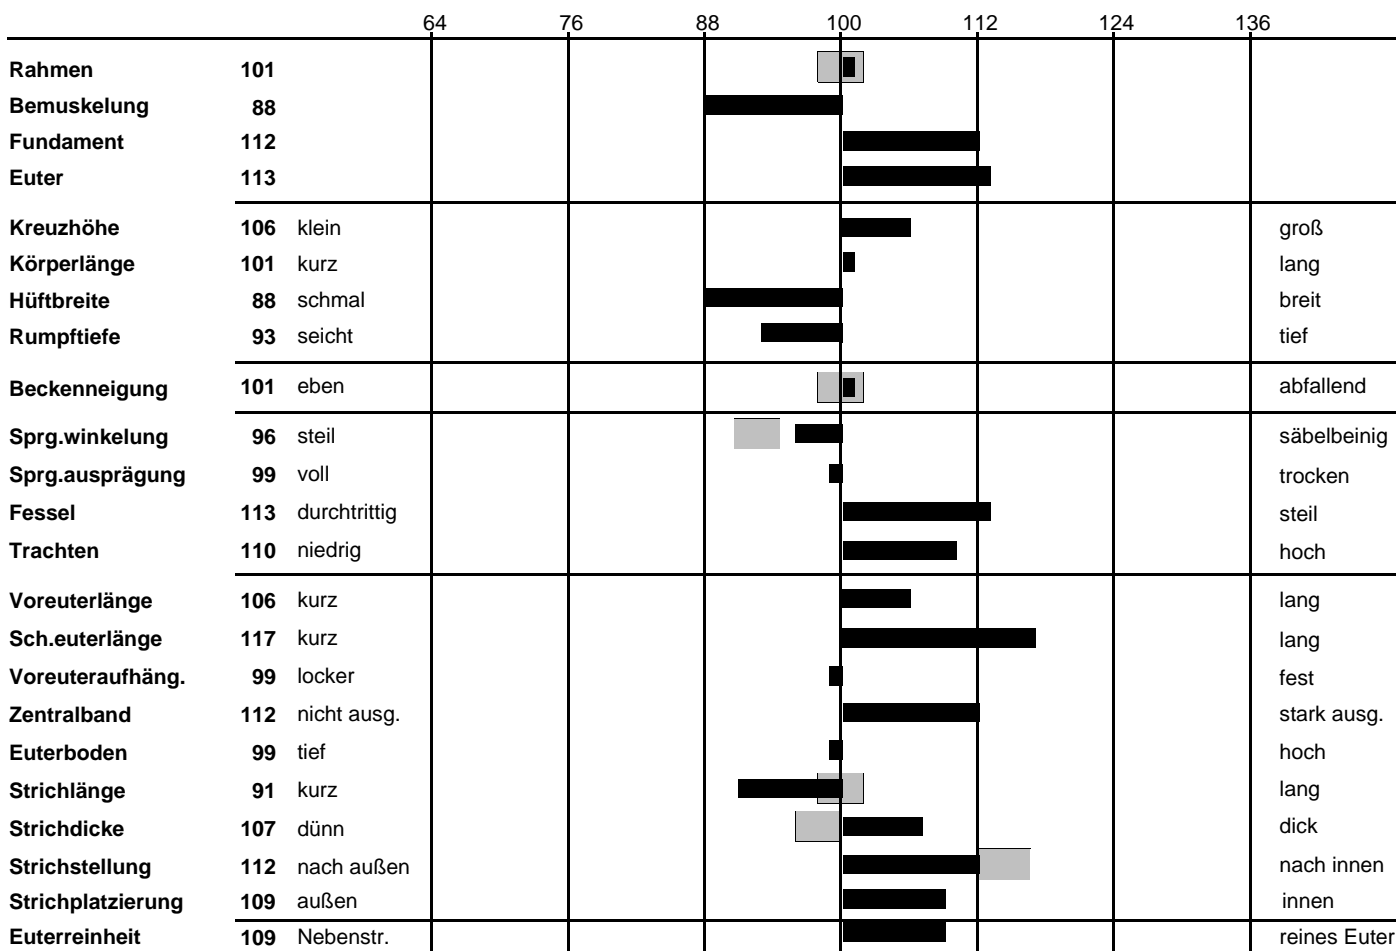 64 76 88 100 112 124 136
Rahmen 101
Bemuskelung 88
Fundament 112
Euter 113
Kreuzhöhe 106 klein groß
Körperlänge 101 kurz lang
Hüftbreite 88 schmal breit
Rumpftiefe 93 seicht tief
Beckenneigung 101 eben abfallend
Sprg.winkelung 96 steil säbelbeinig
Sprg.ausprägung 99 voll trocken
Fessel 113 durchtrittig steil
Trachten 110 niedrig hoch
Voreuterlänge 106 kurz lang
Sch.euterlänge 117 kurz lang
Voreuteraufhäng. 99 locker fest
Zentralband 112 nicht ausg. stark ausg.
Euterboden 99 tief hoch
Strichlänge 91 kurz lang
Strichdicke 107 dünn dick
Strichstellung 112 nach außen nach innen
Strichplatzierung 109 außen innen
Euterreinheit 109 Nebenstr. reines Euter